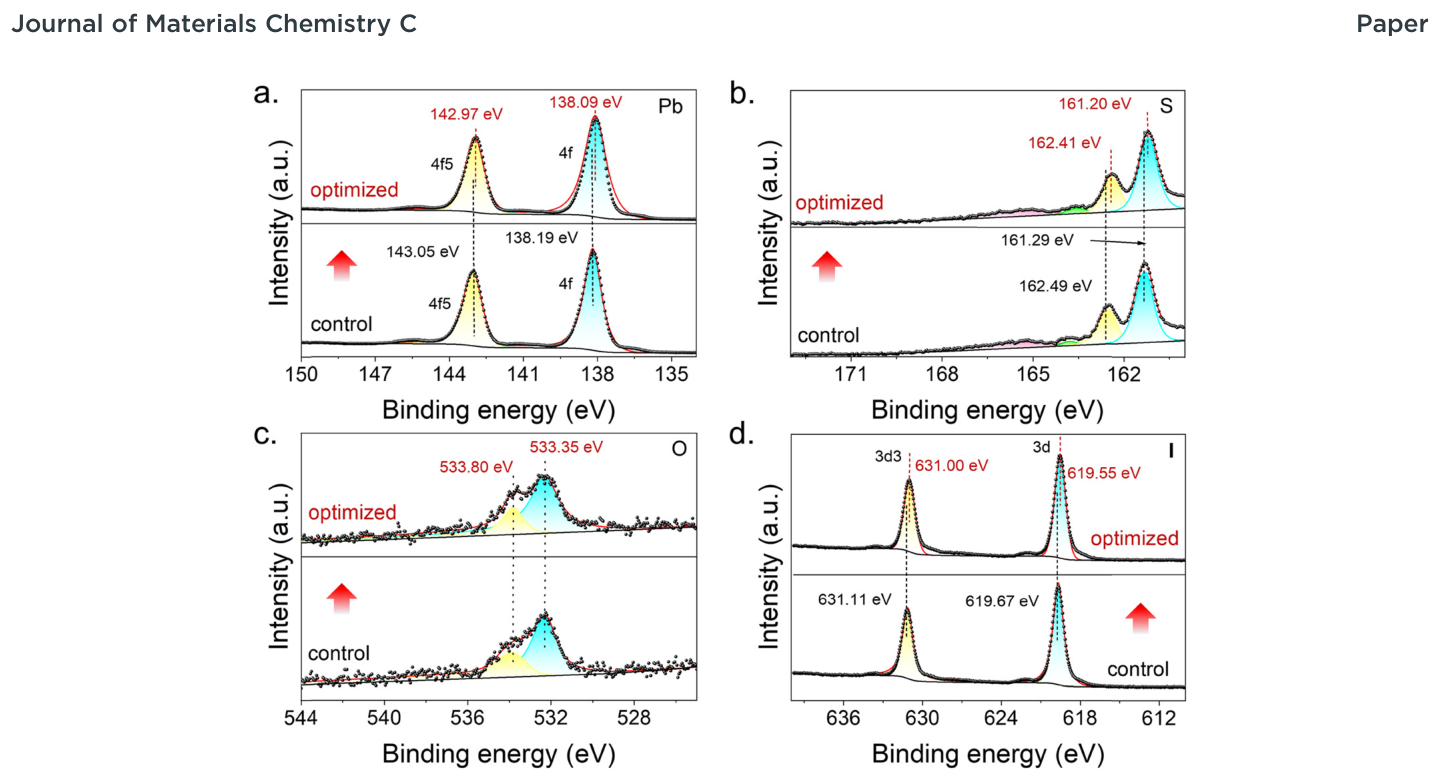 Journal of Materials Chemistry C
Paper
a.
Pb
142.97 eV
138.09 eV
4f5
4f
optimized
143.05 eV
138.19 eV
4f5
4f
control
Intensity (a.u.)
150 147 144 141 138 135
Binding energy (eV)
b.
S
161.20 eV
162.41 eV
optimized
161.29 eV
162.49 eV
control
Intensity (a.u.)
171 168 165 162
Binding energy (eV)
c.
O
533.80 eV
533.35 eV
optimized
control
Intensity (a.u.)
544 540 536 532 528
Binding energy (eV)
d.
I
3d3
631.00 eV
3d
619.55 eV
optimized
631.11 eV
619.67 eV
control
Intensity (a.u.)
636 630 624 618 612
Binding energy (eV)